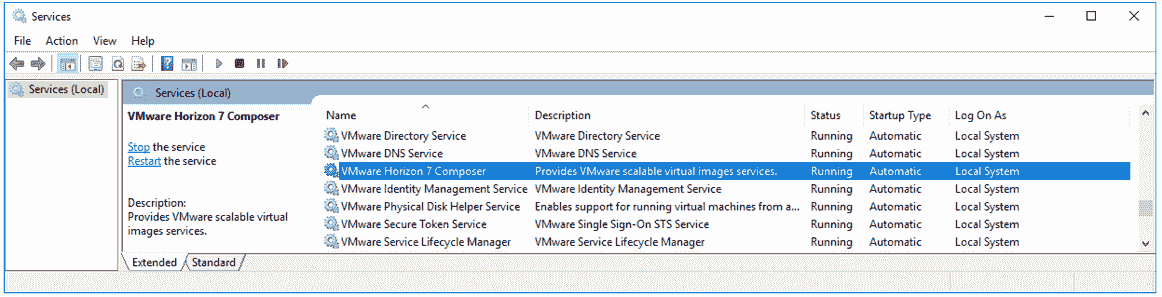 Services
File Action View Help
Services (Local)
Services (Local)
VMware Horizon 7 Composer
Stop the service
Restart the service
Description:
Provides VMware scalable virtual
images services.
Name Description Status Startup Type Log On As
VMware Directory Service VMware Directory Service Running Automatic Local System
VMware DNS Service VMware DNS Service Running Automatic Local System
VMware Horizon 7 Composer Provides VMware scalable virtual images services. Running Automatic Local System
VMware Identity Management Service VMware Identity Management Service Running Automatic Local System
VMware Physical Disk Helper Service Enables support for running virtual machines from a... Running Automatic Local System
VMware Secure Token Service VMware Single Sign-On STS Service Running Automatic Local System
VMware Service Lifecycle Manager VMware Service Lifecycle Manager Running Automatic Local System
Extended Standard